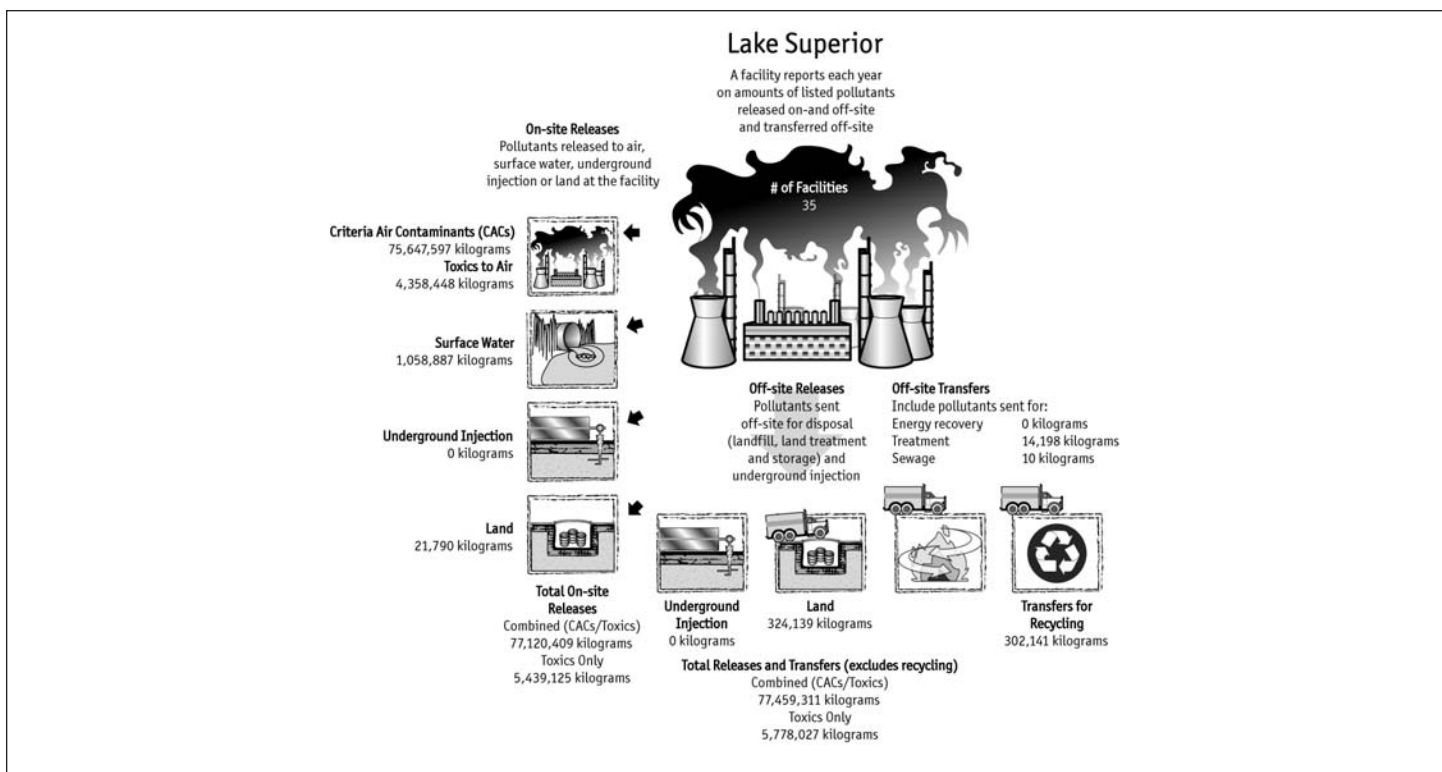 Lake Superior
A facility reports each year
on amounts of listed pollutants
released on-and off-site
and transferred off-site
On-site Releases
Pollutants released to air,
surface water, underground
injection or land at the facility
# of Facilities
35
Criteria Air Contaminants (CACs)
75,647,597 kilograms
Toxics to Air
4,358,448 kilograms
Surface Water
1,058,887 kilograms
Underground Injection
0 kilograms
Land
21,790 kilograms
Total On-site
Releases
Combined (CACs/Toxics)
77,120,409 kilograms
Toxics Only
5,439,125 kilograms
Off-site Releases
Pollutants sent
off-site for disposal
(landfill, land treatment
and storage) and
underground injection
Off-site Transfers
Include pollutants sent for:
Energy recovery 0 kilograms
Treatment 14,198 kilograms
Sewage 10 kilograms
Underground
Injection
0 kilograms
Land
324,139 kilograms
Transfers for
Recycling
302,141 kilograms
Total Releases and Transfers (excludes recycling)
Combined (CACs/Toxics)
77,459,311 kilograms
Toxics Only
5,778,027 kilograms